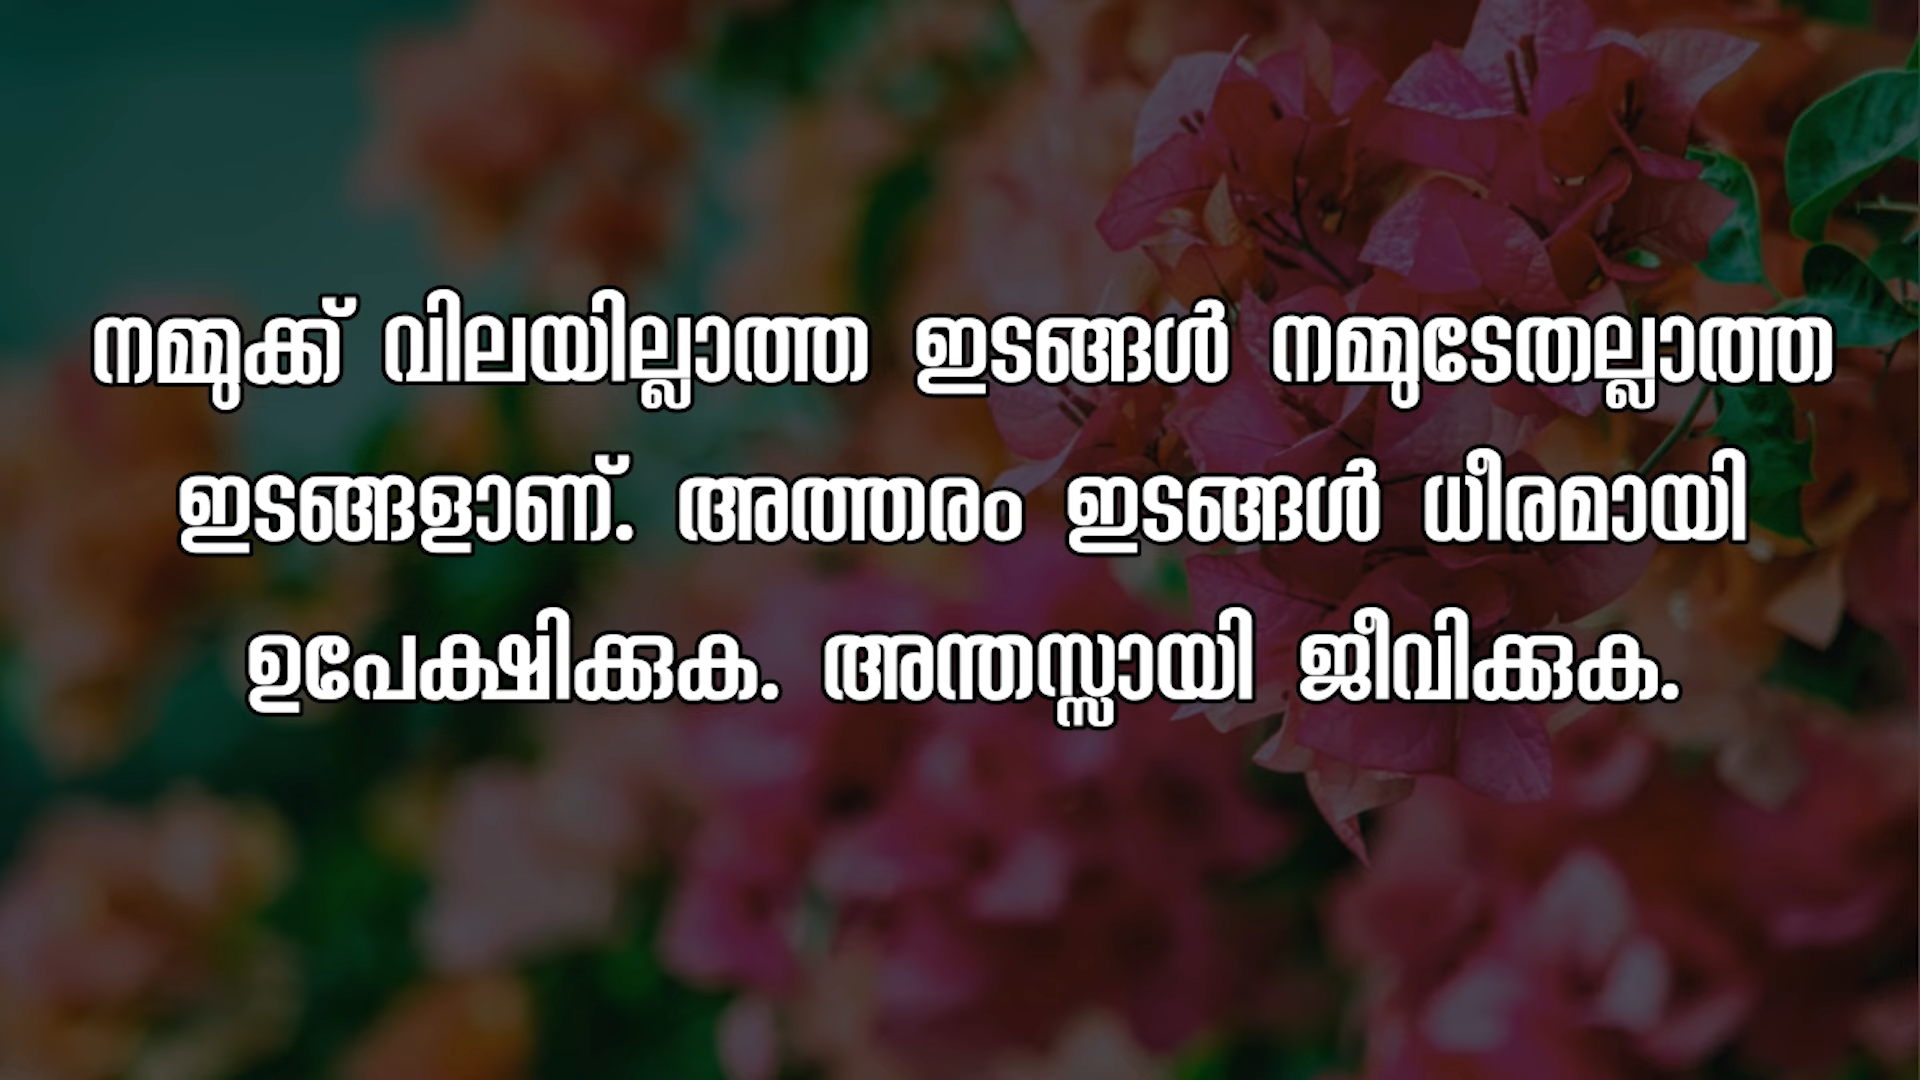 നമ്മുക്ക് വിലയില്ലാത്ത ഇടങ്ങൾ നമ്മുടേതല്ലാത്ത
ഇടങ്ങളാണ്. അത്തരം ഇടങ്ങൾ ധീരമായി
ഉപേക്ഷിക്കുക. അന്തസ്സായി ജീവിക്കുക.